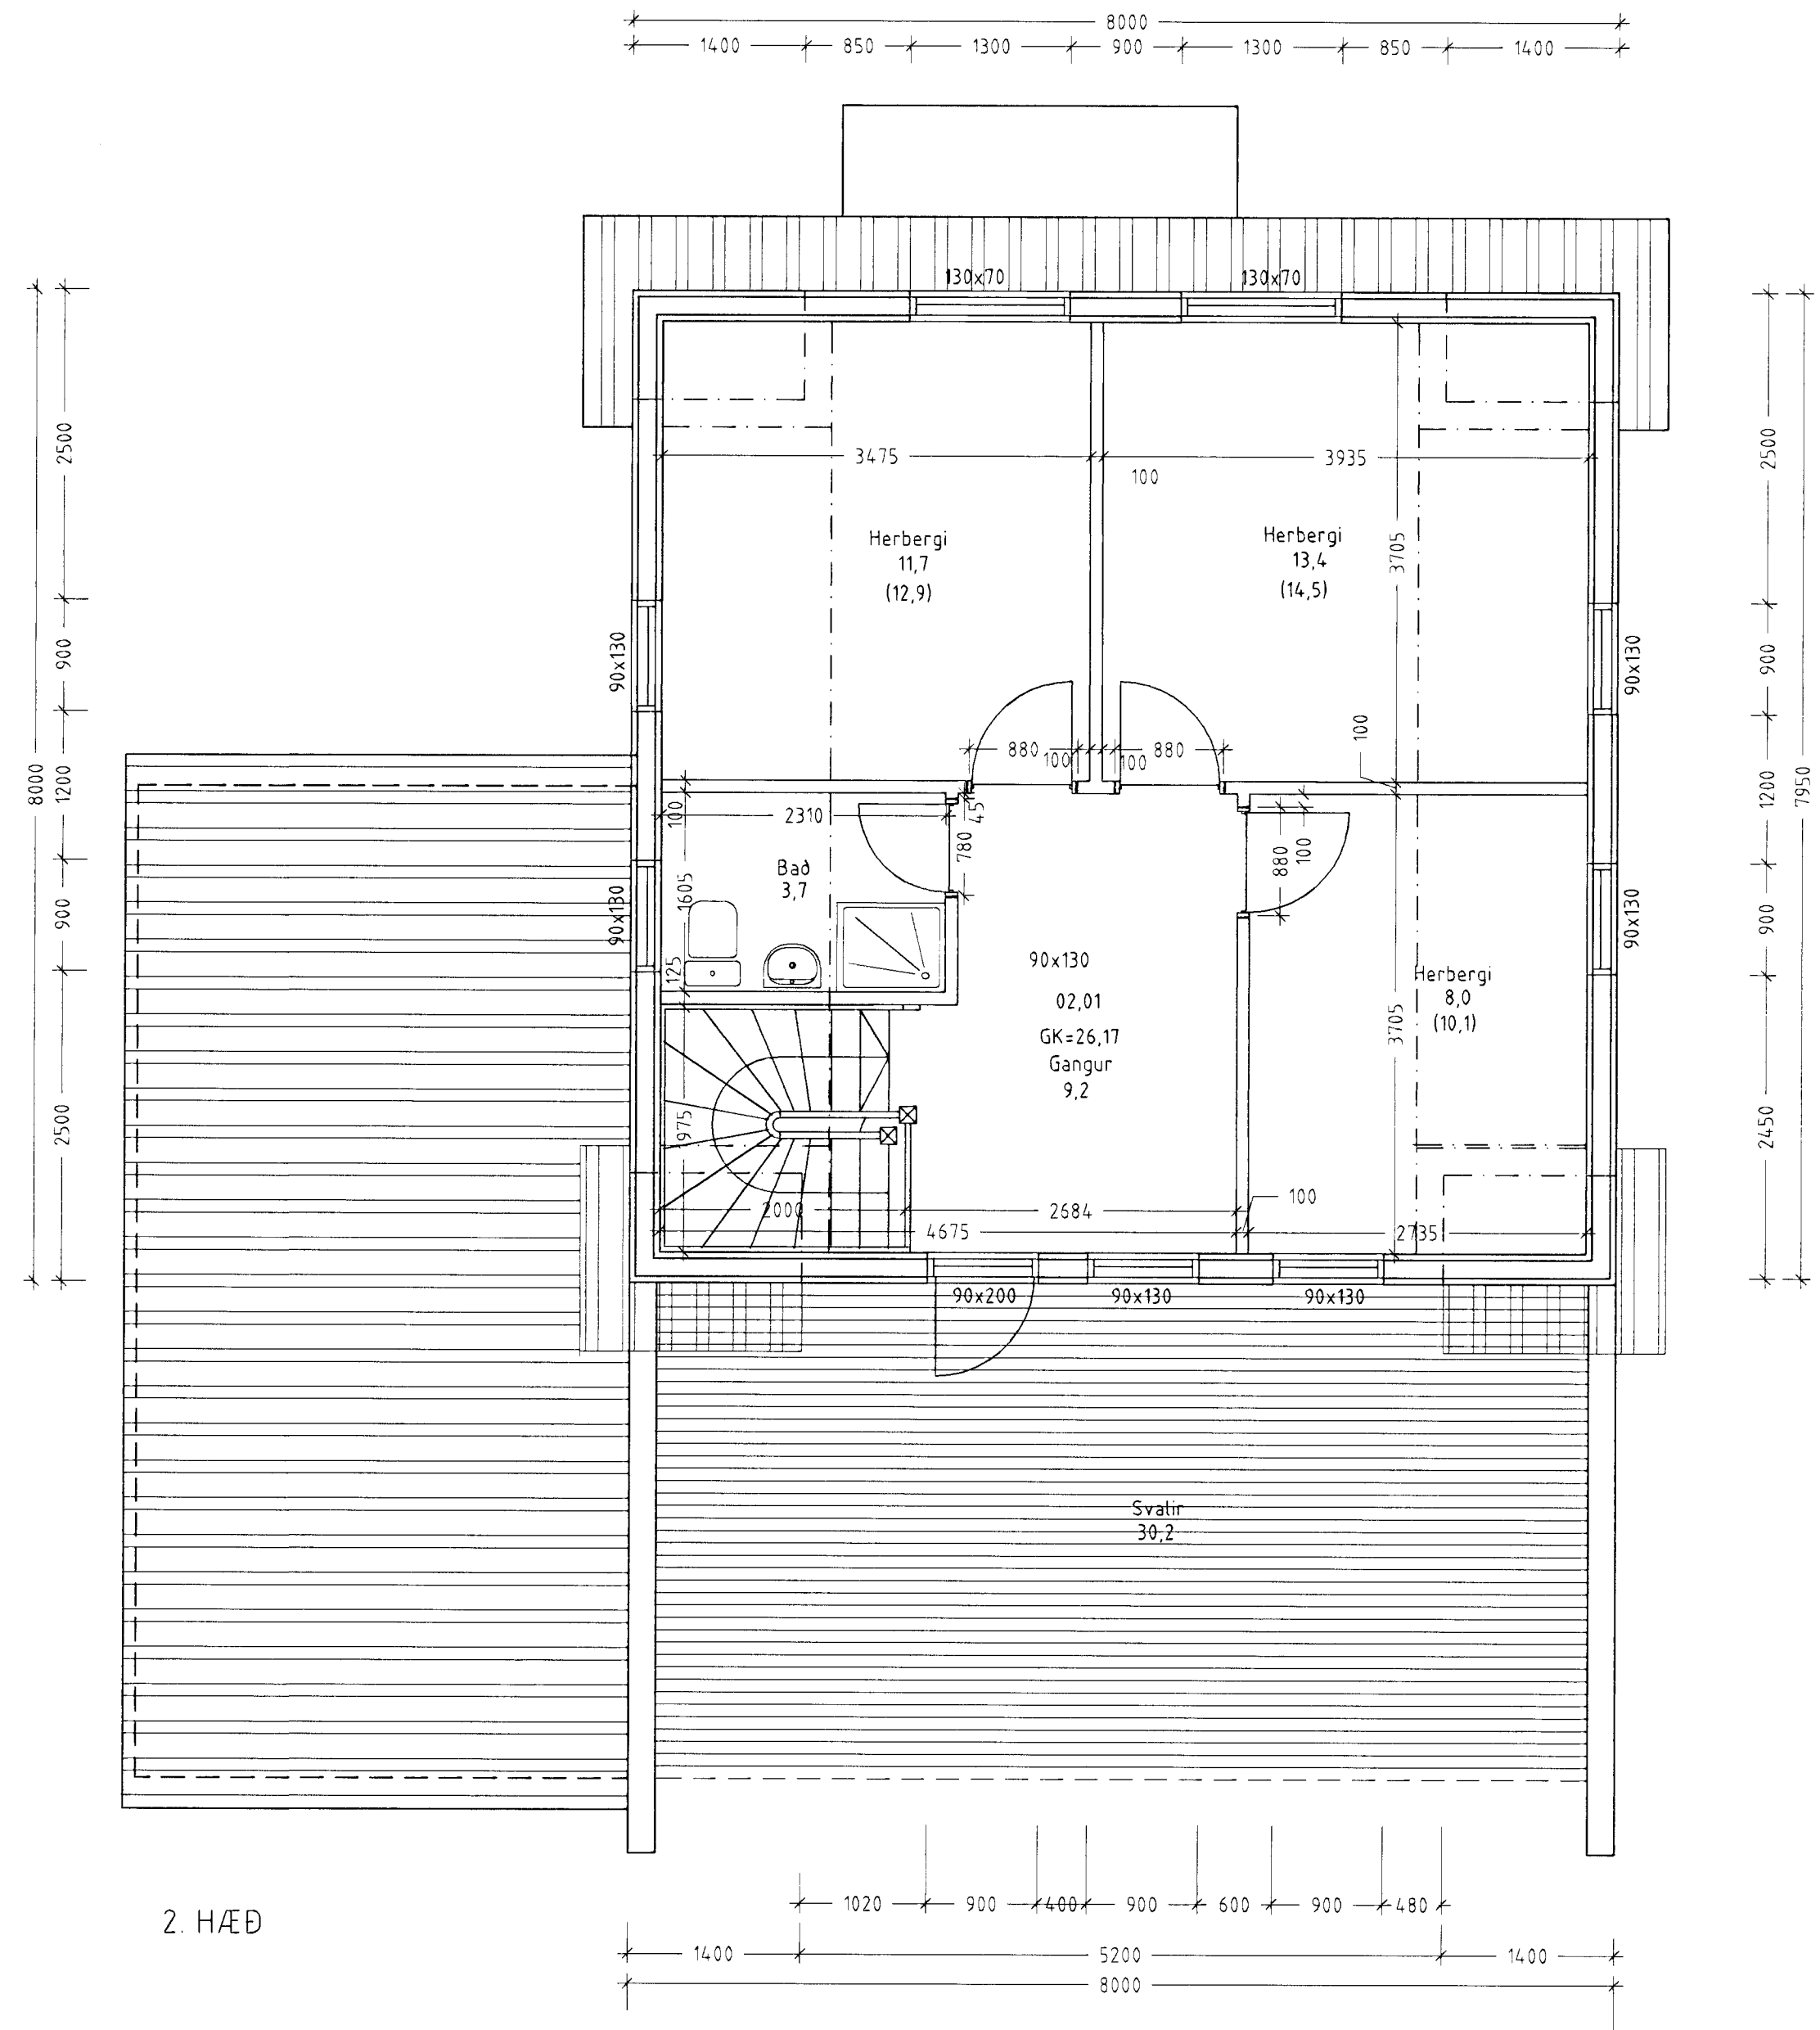 8000
1400 850 1300 900 1300 850 1400
130x70 130x70
8000
2500 900 1200 900 2500
2500 900 1200 900 2450
7950
3475 3935
100
Herbergi
11,7
(12,9)
Herbergi
13,4
(14,5)
3705
90x130
90x130
880 100 100 880
100
2310
100
45
780
880
100
Bað
3,7
1605
125
90x130
90x130
90x130
02,01
GK=26,17
Gangur
9,2
Herbergi
8,0
(10,1)
3705
1975
2000 2684
100
4675 2735
90x200 90x130 90x130
Svalir
30,2
1020 900 400 900 600 900 480
2. HÆÐ
1400 5200 1400
8000